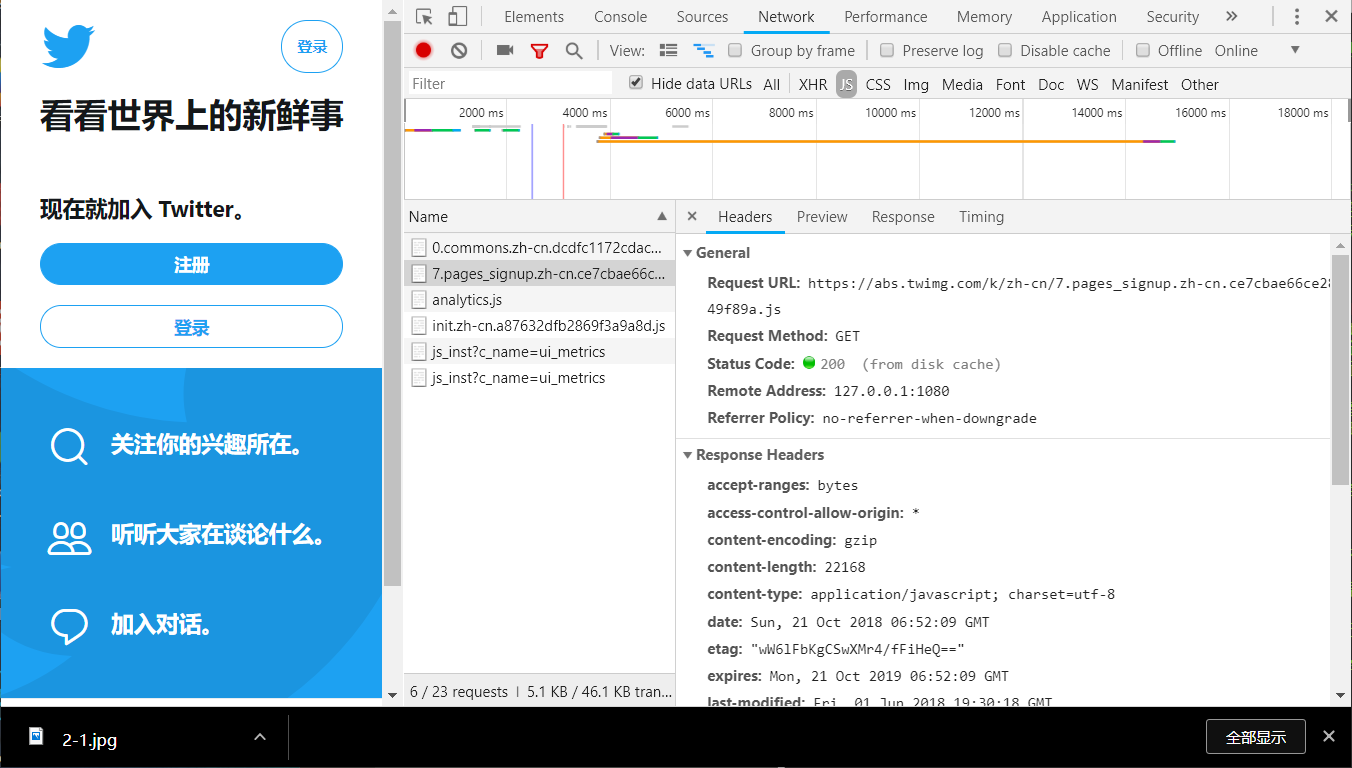 登录
看看世界上的新鲜事
现在就加入 Twitter。
注册
登录
关注你的兴趣所在。
听听大家在谈论什么。
加入对话。
Elements Console Sources Network Performance Memory Application Security
View: Group by frame Preserve log Disable cache Offline Online
Filter Hide data URLs All XHR JS CSS Img Media Font Doc WS Manifest Other
2000 ms 4000 ms 6000 ms 8000 ms 10000 ms 12000 ms 14000 ms 16000 ms 18000 ms
Name
0.commons.zh-cn.dcdfc1172cdac...
7.pages_signup.zh-cn.ce7cbae66c...
analytics.js
init.zh-cn.a87632dfb2869f3a9a8d.js
js_inst?c_name=ui_metrics
js_inst?c_name=ui_metrics
6 / 23 requests | 5.1 KB / 46.1 KB tran...
Headers Preview Response Timing
General
Request URL: https://abs.twimg.com/k/zh-cn/7.pages_signup.zh-cn.ce7cbae66ce28
49f89a.js
Request Method: GET
Status Code: 200 (from disk cache)
Remote Address: 127.0.0.1:1080
Referrer Policy: no-referrer-when-downgrade
Response Headers
accept-ranges: bytes
access-control-allow-origin: *
content-encoding: gzip
content-length: 22168
content-type: application/javascript; charset=utf-8
date: Sun, 21 Oct 2018 06:52:09 GMT
etag: "wW6lFbKgCSwXMr4/fFiHeQ=="
expires: Mon, 21 Oct 2019 06:52:09 GMT
last-modified: Fri, 01 Jun 2018 19:30:18 GMT
2-1.jpg
全部显示